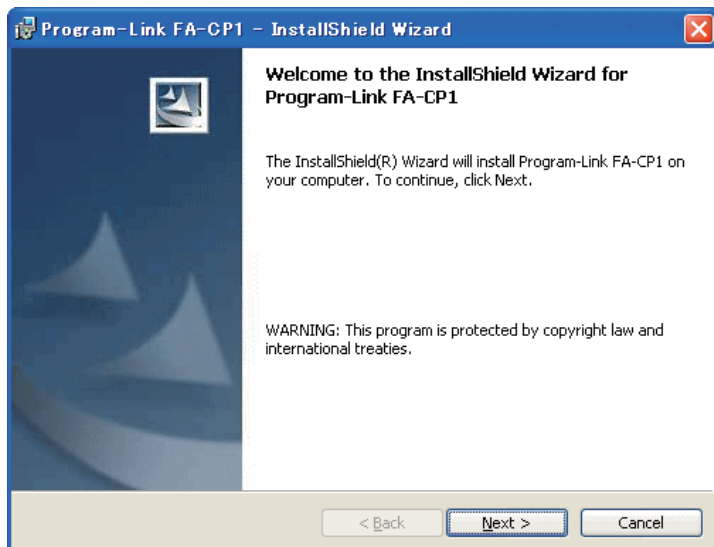 Program-Link FA-CP1 - InstallShield Wizard
Welcome to the InstallShield Wizard for
Program-Link FA-CP1
The InstallShield(R) Wizard will install Program-Link FA-CP1 on
your computer. To continue, click Next.
WARNING: This program is protected by copyright law and
international treaties.
< Back
Next >
Cancel